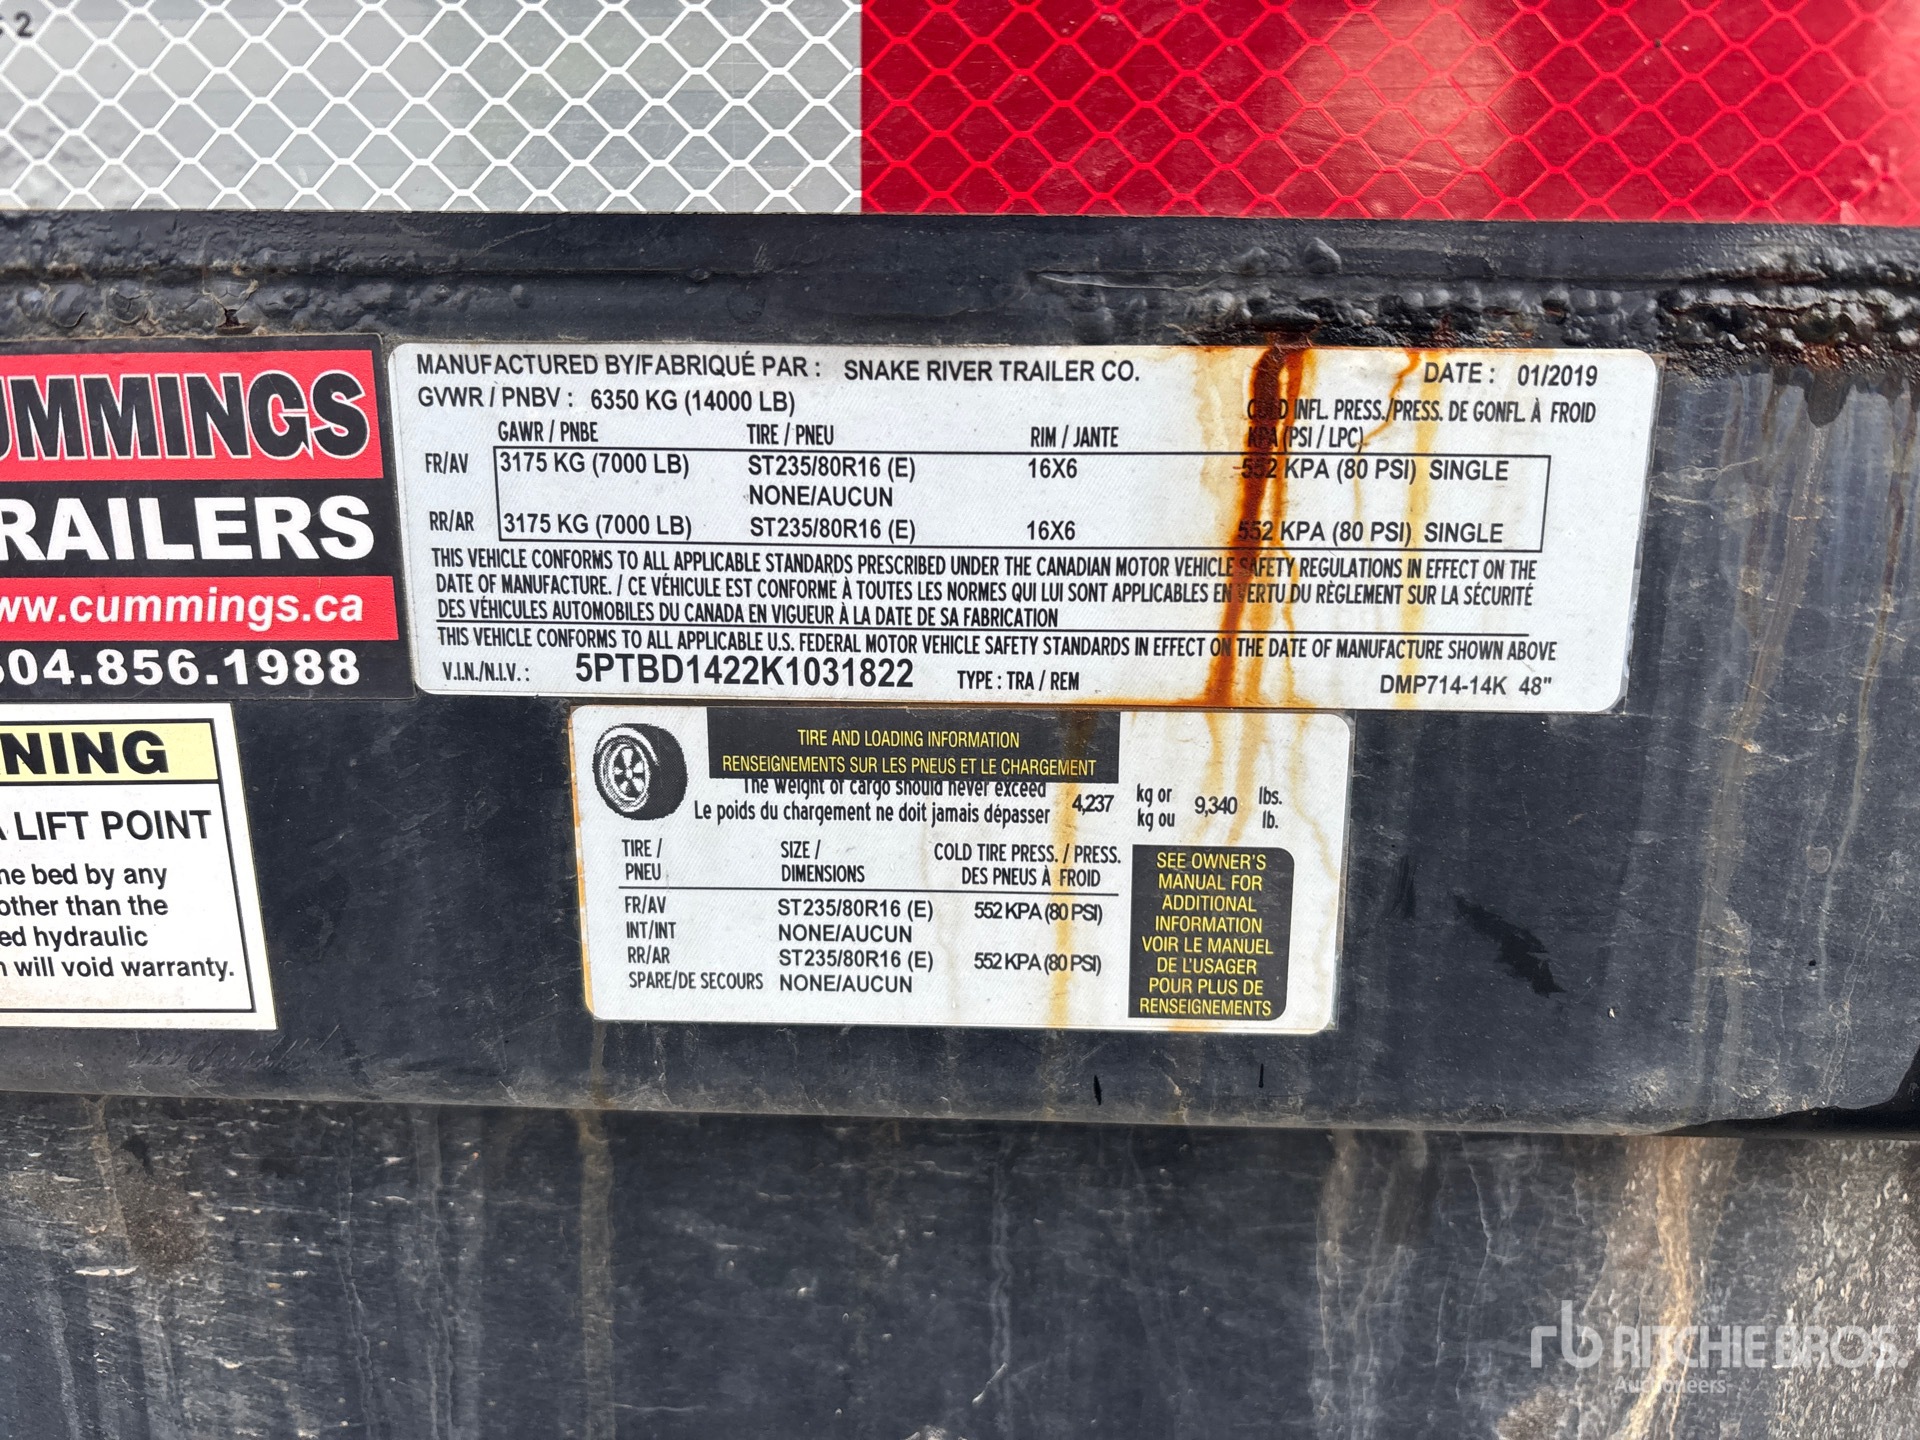 2
UMMINGS
RAILERS
ww.cummings.ca
604.856.1988
MANUFACTURED BY/FABRIQUÉ PAR : SNAKE RIVER TRAILER CO. DATE : 01/2019
GVWR / PNBV : 6350 KG (14000 LB) COLD INFL. PRESS./PRESS. DE GONFL. À FROID
GAWR / PNBE TIRE / PNEU RIM / JANTE KPA (PSI / LPC)
FR/AV 3175 KG (7000 LB) ST235/80R16 (E) 16X6 552 KPA (80 PSI) SINGLE
NONE/AUCUN
RR/AR 3175 KG (7000 LB) ST235/80R16 (E) 16X6 552 KPA (80 PSI) SINGLE
THIS VEHICLE CONFORMS TO ALL APPLICABLE STANDARDS PRESCRIBED UNDER THE CANADIAN MOTOR VEHICLE SAFETY REGULATIONS IN EFFECT ON THE
DATE OF MANUFACTURE. / CE VÉHICULE EST CONFORME À TOUTES LES NORMES QUI LUI SONT APPLICABLES EN VERTU DU RÈGLEMENT SUR LA SÉCURITÉ
DES VÉHICULES AUTOMOBILES DU CANADA EN VIGUEUR À LA DATE DE SA FABRICATION
THIS VEHICLE CONFORMS TO ALL APPLICABLE U.S. FEDERAL MOTOR VEHICLE SAFETY STANDARDS IN EFFECT ON THE DATE OF MANUFACTURE SHOWN ABOVE
V.I.N./N.I.V.: 5PTBD1422K1031822 TYPE : TRA / REM DMP714-14K 48"
NING
A LIFT POINT
he bed by any
other than the
ed hydraulic
n will void warranty.
TIRE AND LOADING INFORMATION
RENSEIGNEMENTS SUR LES PNEUS ET LE CHARGEMENT
The weight of cargo should never exceed 4,237 kg or 9,340 lbs.
Le poids du chargement ne doit jamais dépasser kg ou lb.
TIRE / SIZE / COLD TIRE PRESS. / PRESS.
PNEU DIMENSIONS DES PNEUS À FROID
FR/AV ST235/80R16 (E) 552 KPA (80 PSI)
INT/INT NONE/AUCUN
RR/AR ST235/80R16 (E) 552 KPA (80 PSI)
SPARE/DE SECOURS NONE/AUCUN
SEE OWNER'S
MANUAL FOR
ADDITIONAL
INFORMATION
VOIR LE MANUEL
DE L'USAGER
POUR PLUS DE
RENSEIGNEMENTS
rb RITCHIE BROS.
Auctioneers